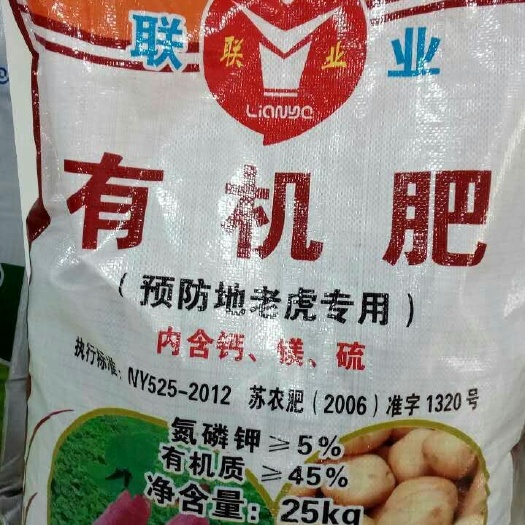 联 联 业 业
LiANYe
有机肥
（预防地老虎专用）
内含钙、镁、硫
执行标准：NY525-2012 苏农肥（2006）准字1320号
氮磷钾≥5%
有机质≥45%
净含量：25kg